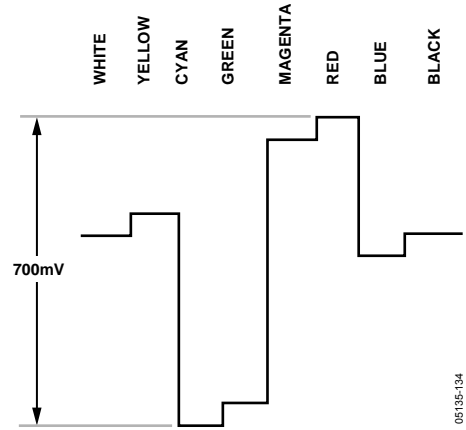 WHITE
YELLOW
CYAN
GREEN
MAGENTA
RED
BLUE
BLACK
700mV
05135-134